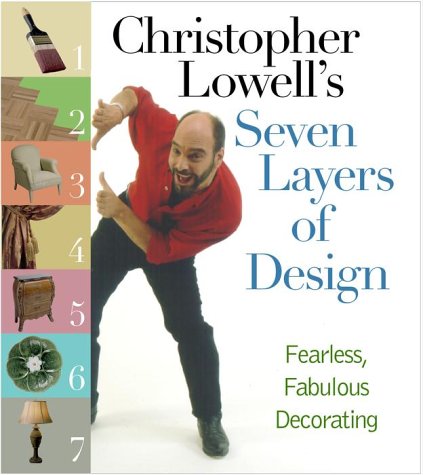 Christopher
Lowell's
Seven
Layers
of
Design
Fearless,
Fabulous
Decorating
1
2
3
4
5
6
7